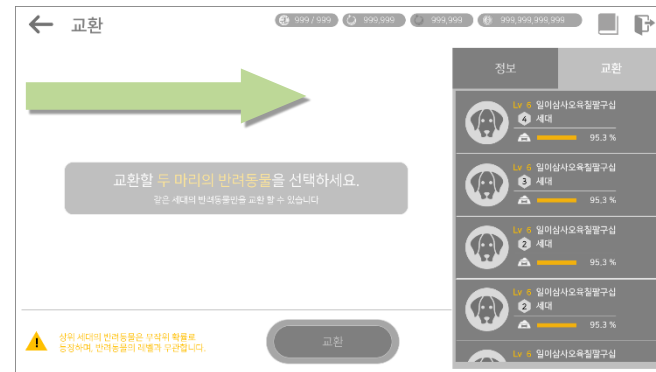 교환
999 / 999
999,999
999,999
999,999,999,999
정보
교환
Lv 6 일이삼사오육칠팔구십
4 세대
95.3 %
Lv 6 일이삼사오육칠팔구십
3 세대
95.3 %
Lv 6 일이삼사오육칠팔구십
2 세대
95.3 %
Lv 6 일이삼사오육칠팔구십
2 세대
95.3 %
Lv 6 일이삼사오육칠팔구십
교환할 두 마리의 반려동물을 선택하세요.
같은 세대의 반려동물만을 교환 할 수 있습니다
상위 세대의 반려동물은 무작위 확률로
등장하며, 반려동물의 레벨과 무관합니다.
교환